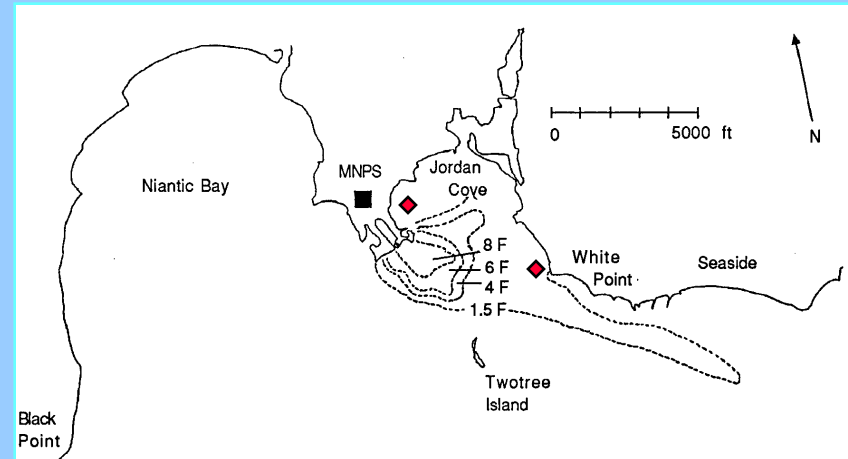 0
5000 ft
N
MNPS
Jordan
Cove
Niantic Bay
8 F
6 F
4 F
1.5 F
White
Point
Seaside
Twotree
Island
Black
Point